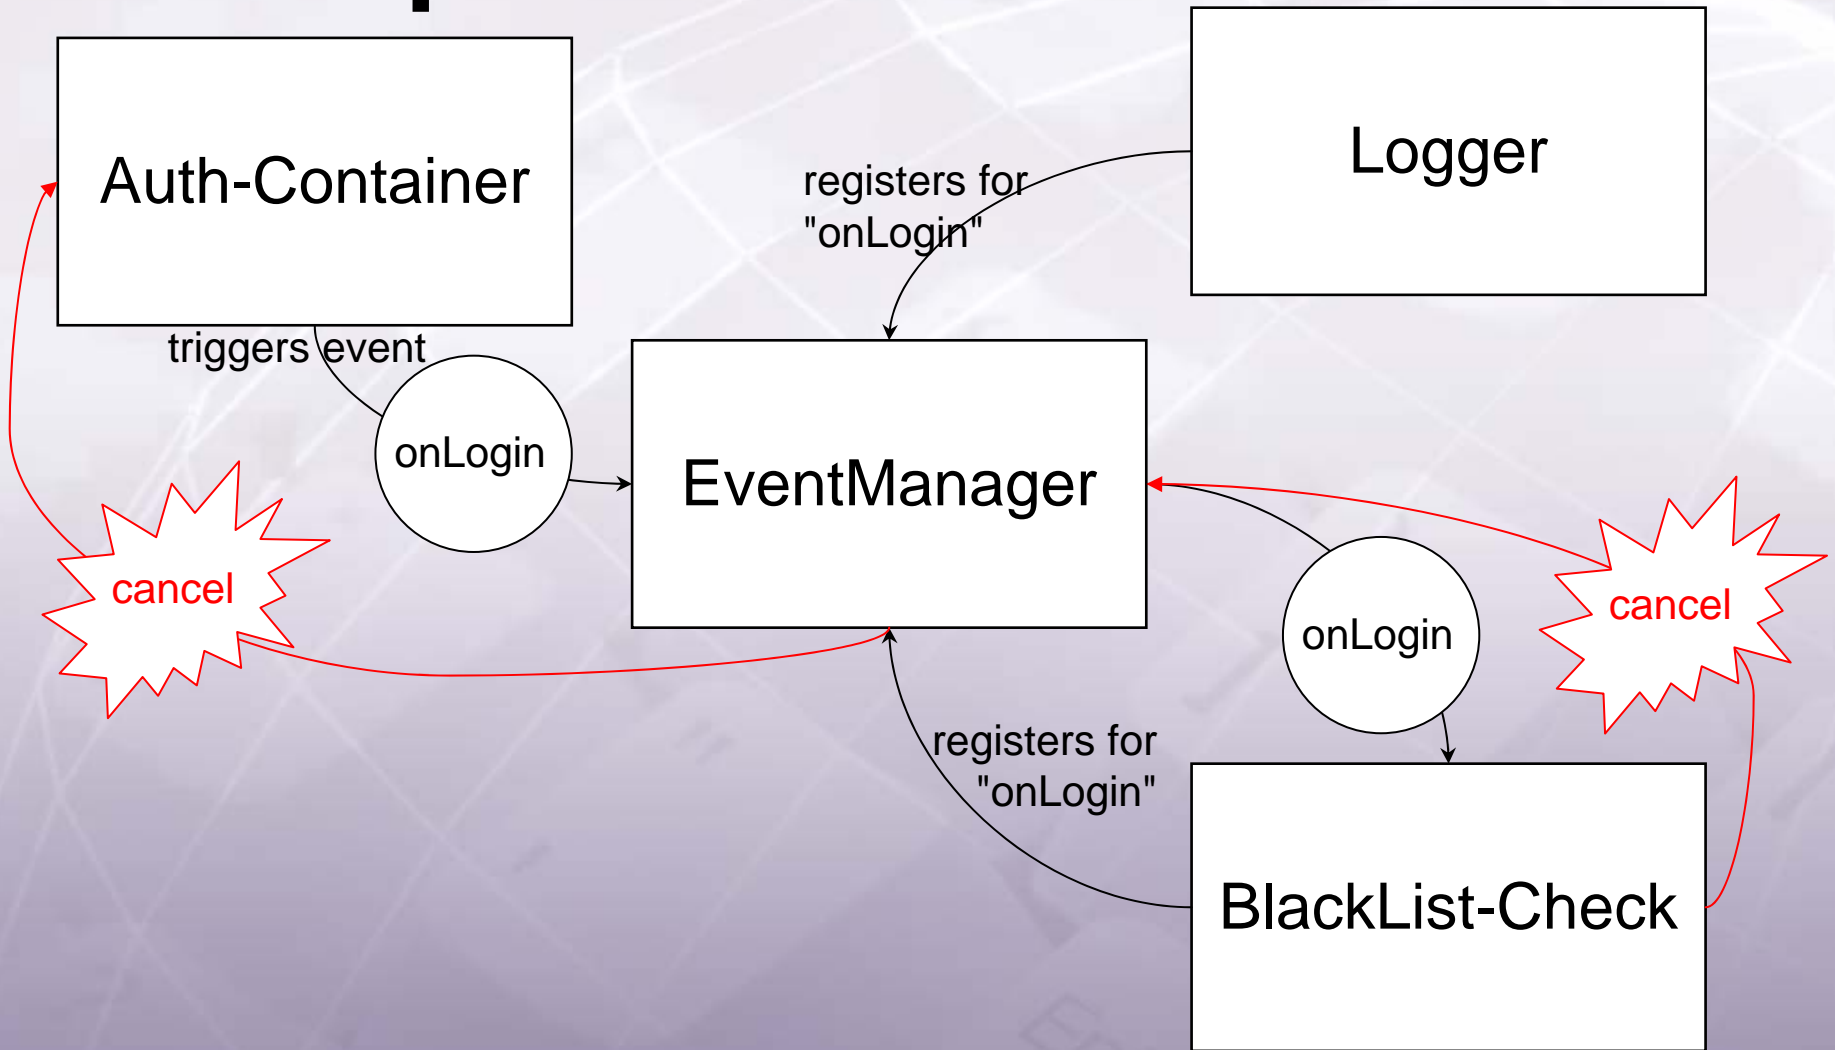 Auth-Container
Logger
registers for
"onLogin"
triggers event
onLogin
EventManager
cancel
cancel
onLogin
registers for
"onLogin"
BlackList-Check